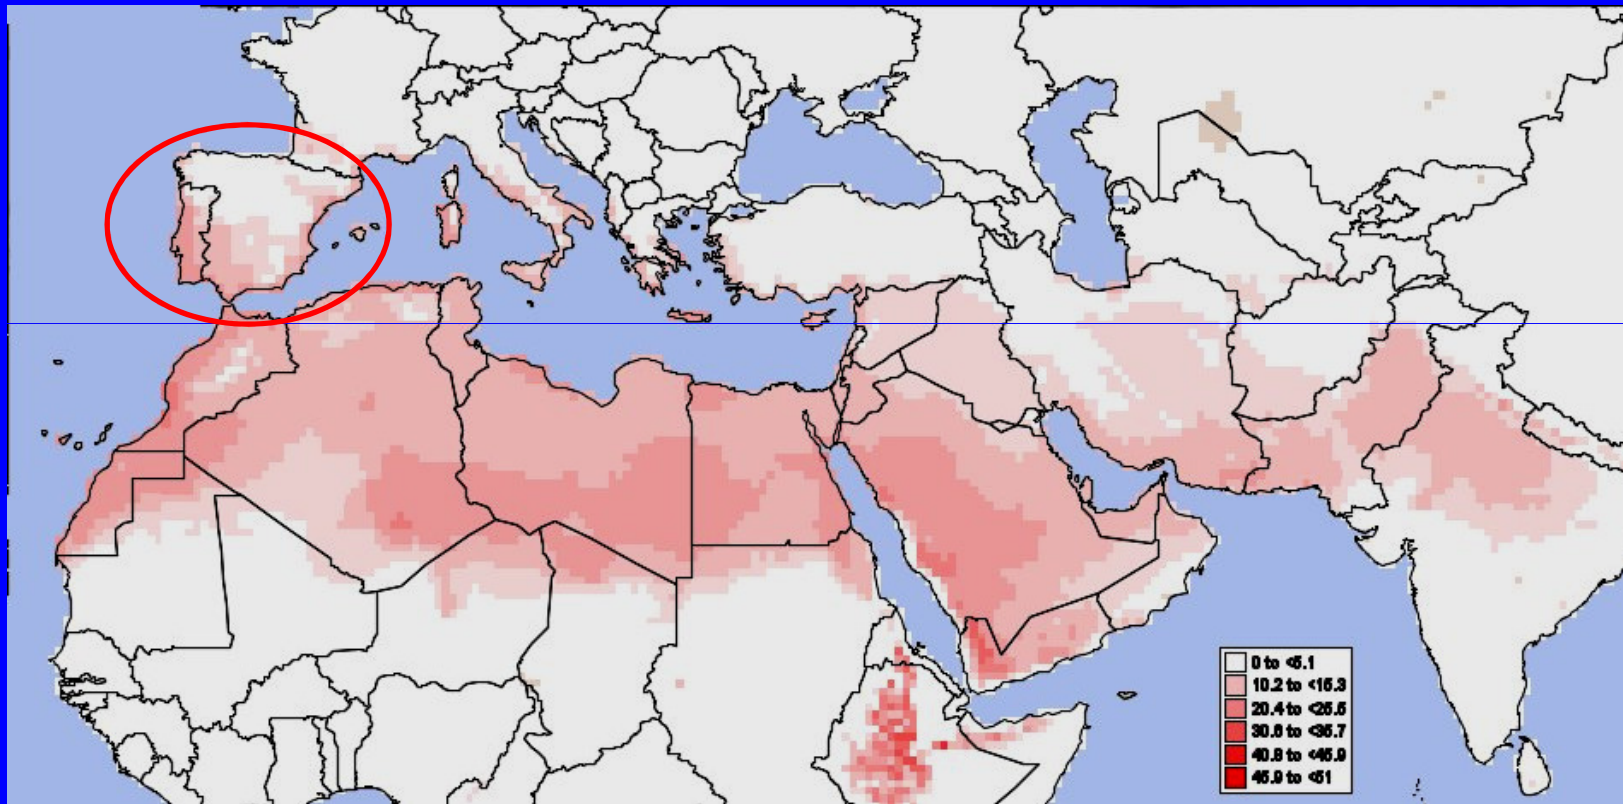 0 to <5.1
10.2 to <15.3
20.4 to <25.5
30.6 to <35.7
40.8 to <45.9
45.9 to <51